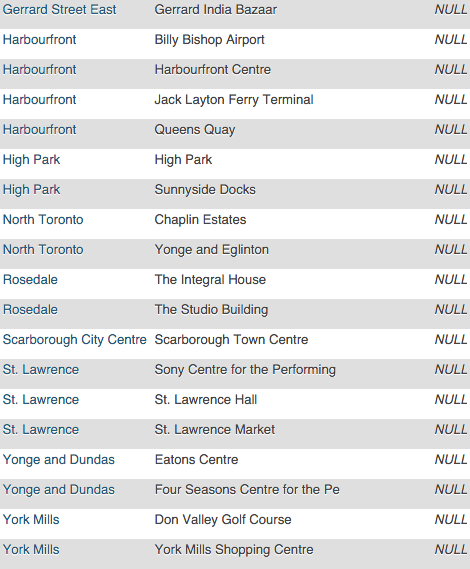 Gerrard Street East Gerrard India Bazaar NULL
Harbourfront Billy Bishop Airport NULL
Harbourfront Harbourfront Centre NULL
Harbourfront Jack Layton Ferry Terminal NULL
Harbourfront Queens Quay NULL
High Park High Park NULL
High Park Sunnyside Docks NULL
North Toronto Chaplin Estates NULL
North Toronto Yonge and Eglinton NULL
Rosedale The Integral House NULL
Rosedale The Studio Building NULL
Scarborough City Centre Scarborough Town Centre NULL
St. Lawrence Sony Centre for the Performing NULL
St. Lawrence St. Lawrence Hall NULL
St. Lawrence St. Lawrence Market NULL
Yonge and Dundas Eatons Centre NULL
Yonge and Dundas Four Seasons Centre for the Pe NULL
York Mills Don Valley Golf Course NULL
York Mills York Mills Shopping Centre NULL